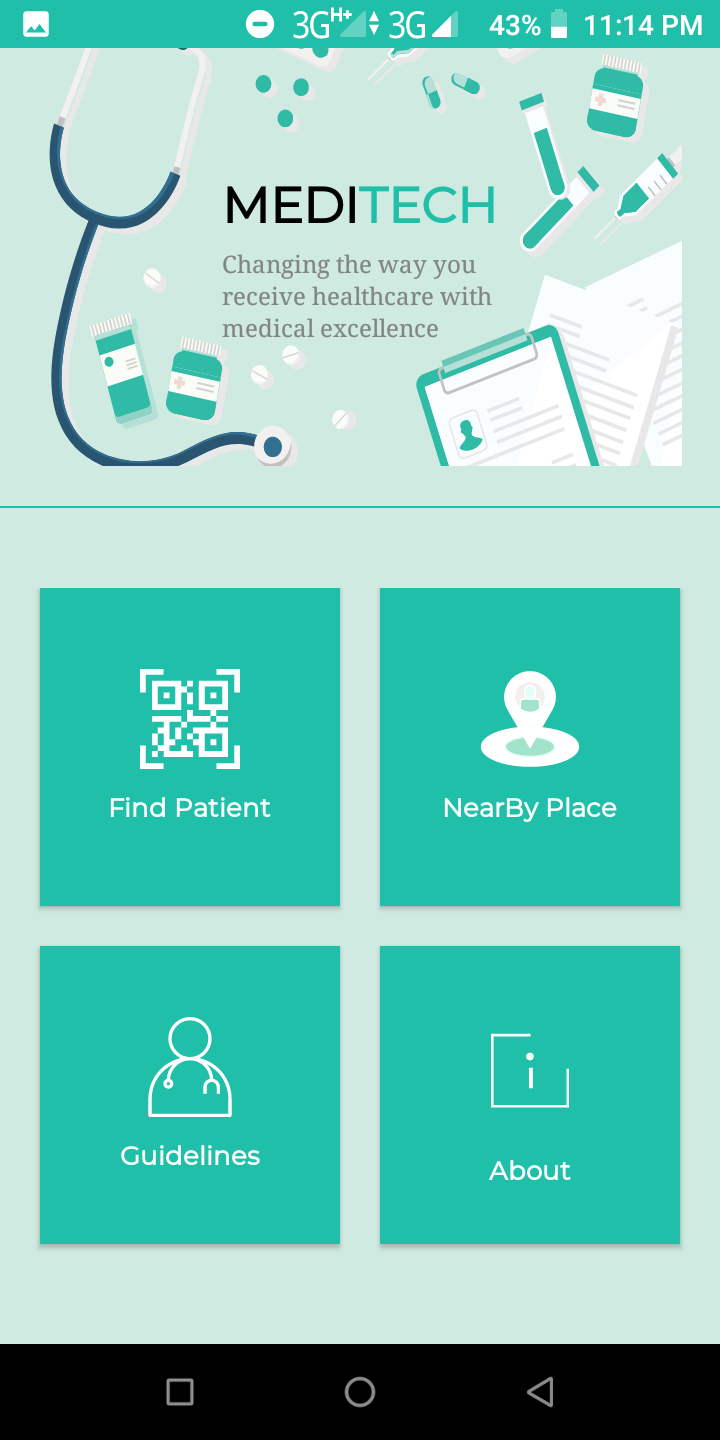 3G H+ 3G 43% 11:14 PM
MEDITECH
Changing the way you
receive healthcare with
medical excellence
Find Patient
NearBy Place
Guidelines
About